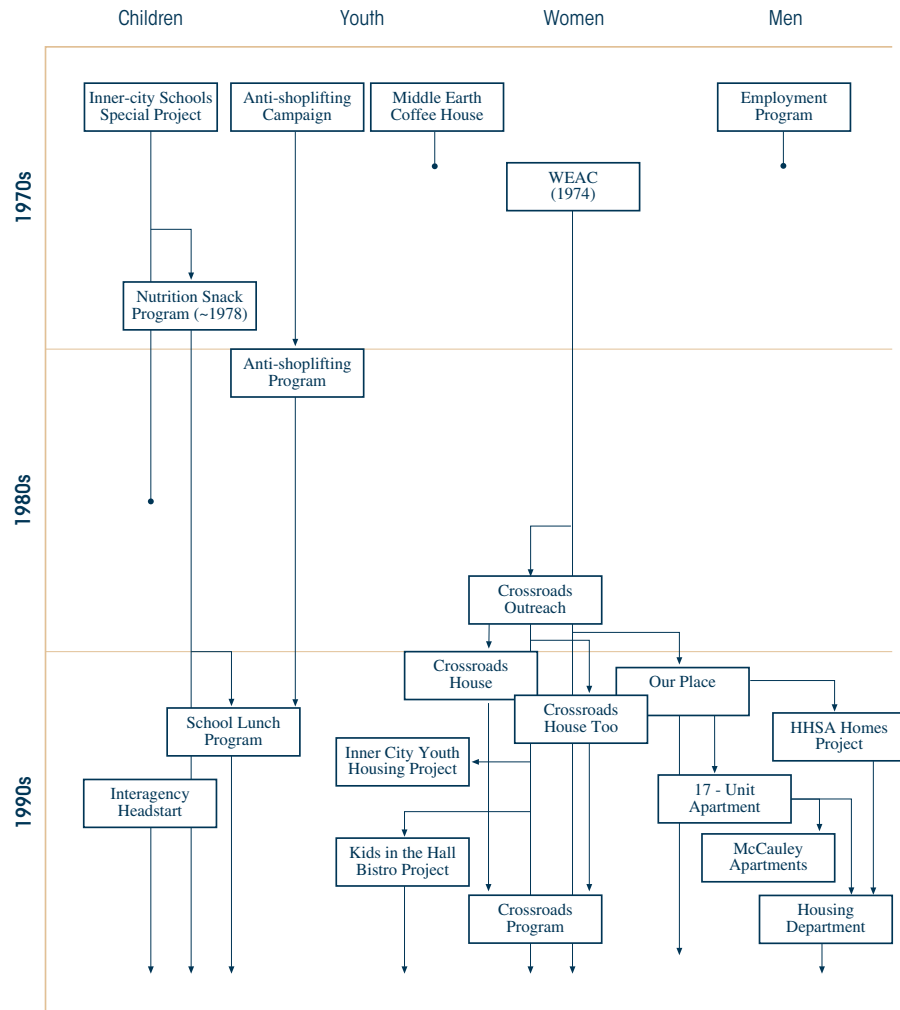 Children
Youth
Women
Men
Inner-city Schools
Special Project
Anti-shoplifting
Campaign
Middle Earth
Coffee House
Employment
Program
WEAC
(1974)
1970s
Nutrition Snack
Program (~1978)
Anti-shoplifting
Program
1980s
Crossroads
Outreach
Crossroads
House
Our Place
Crossroads
House Too
School Lunch
Program
HHSA Homes
Project
Inner City Youth
Housing Project
1990s
Interagency
Headstart
17 - Unit
Apartment
Kids in the Hall
Bistro Project
McCauley
Apartments
Crossroads
Program
Housing
Department